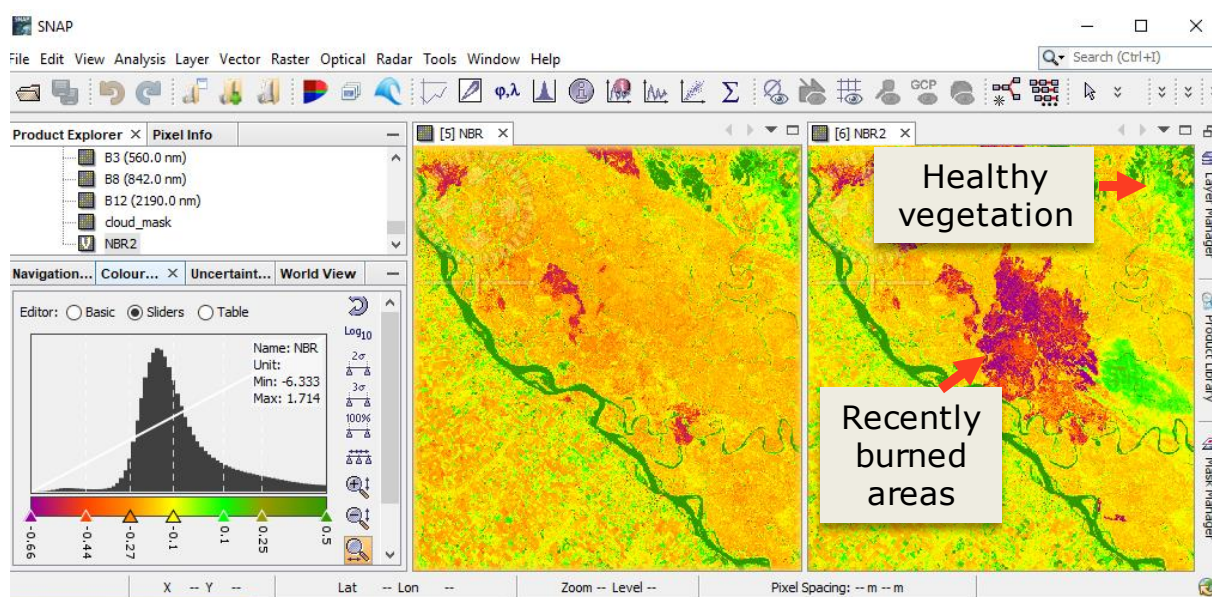 SNAP
File Edit View Analysis Layer Vector Raster Optical Radar Tools Window Help
Search (Ctrl+I)
φ,λ
Σ
GCP
Product Explorer × Pixel Info
B3 (560.0 nm)
B8 (842.0 nm)
B12 (2190.0 nm)
cloud_mask
NBR2
Navigation... Colour... × Uncertaint... World View
Editor: Basic Sliders Table
Name: NBR
Unit:
Min: -6.333
Max: 1.714
Log10
2σ
3σ
100%
-0.66
-0.44
-0.27
-0.1
0.1
0.25
0.5
[5] NBR ×
[6] NBR2 ×
Healthy
vegetation
Recently
burned
areas
Layer Manager
Product Library
Mask Manager
X -- Y -- Lat -- Lon -- Zoom -- Level -- Pixel Spacing: -- m -- m